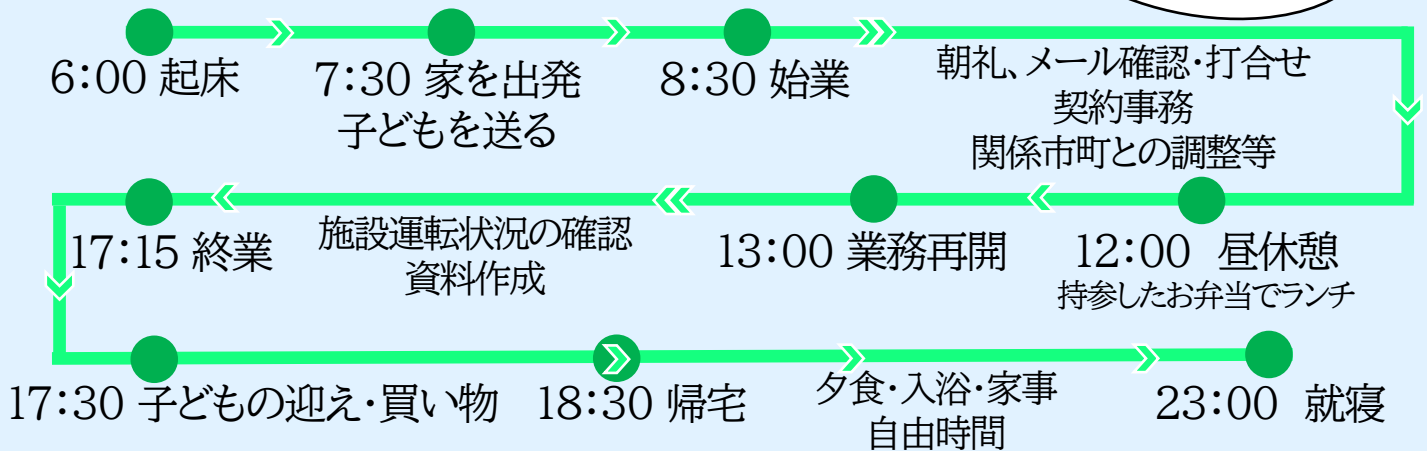 6:00 起床
7:30 家を出発
子どもを送る
8:30 始業
朝礼、メール確認・打合せ
契約事務
関係市町との調整等
12:00 昼休憩
持参したお弁当でランチ
13:00 業務再開
施設運転状況の確認
資料作成
17:15 終業
17:30 子どもの迎え・買い物
18:30 帰宅
夕食・入浴・家事
自由時間
23:00 就寝